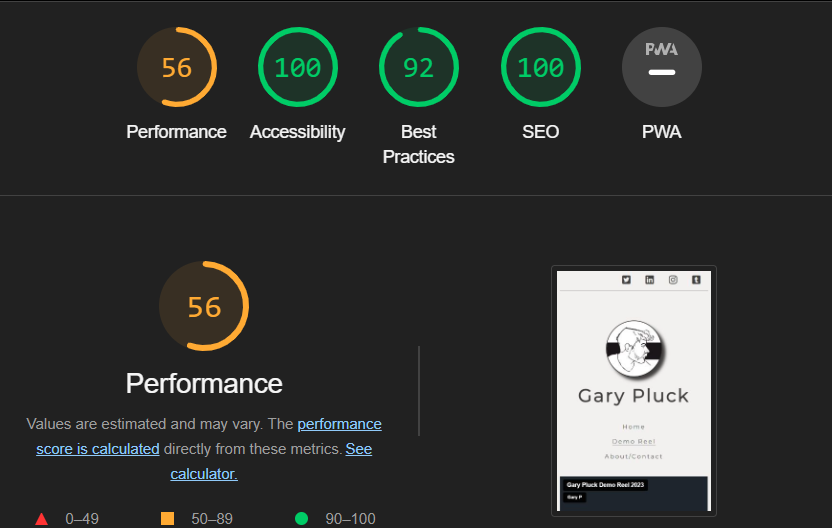 56
100
92
100
PWA
Performance
Accessibility
Best
Practices
SEO
PWA
56
Performance
Values are estimated and may vary. The performance
score is calculated directly from these metrics. See
calculator.
0–49
50–89
90–100
Gary Pluck
Home
Demo Reel
About/Contact
Gary Pluck Demo Reel 2023
Gary P